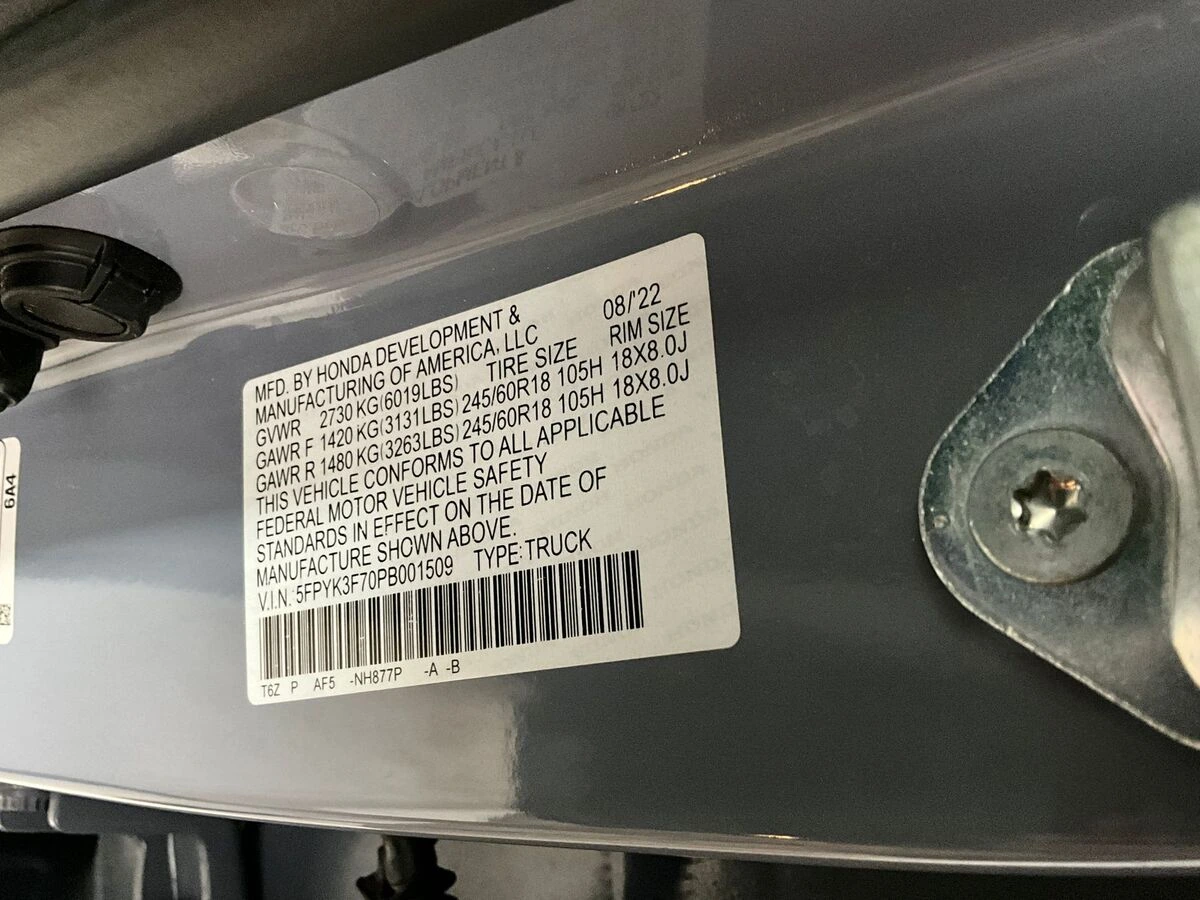 MFD. BY HONDA DEVELOPMENT & 08/'22
MANUFACTURING OF AMERICA, LLC
GVWR 2730 KG(6019LBS) TIRE SIZE RIM SIZE
GAWR F 1420 KG(3131LBS) 245/60R18 105H 18X8.0J
GAWR R 1480 KG(3263LBS) 245/60R18 105H 18X8.0J
THIS VEHICLE CONFORMS TO ALL APPLICABLE
FEDERAL MOTOR VEHICLE SAFETY
STANDARDS IN EFFECT ON THE DATE OF
MANUFACTURE SHOWN ABOVE.
V.I.N.: 5FPYK3F70PB001509 TYPE: TRUCK
T6Z P AF5 -NH877P -A -B
6A4